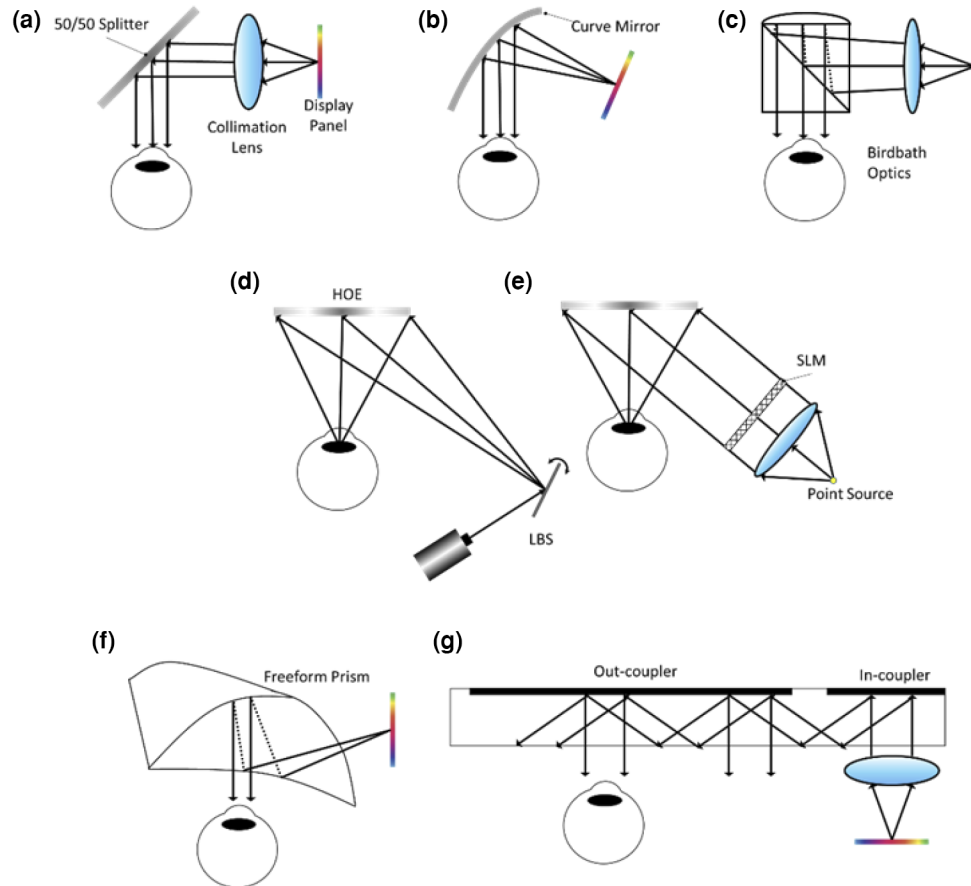 (a)
50/50 Splitter
Display
Panel
Collimation
Lens
(b)
Curve Mirror
(c)
Birdbath
Optics
(d)
HOE
LBS
(e)
SLM
Point Source
(f)
Freeform Prism
(g)
Out-coupler
In-coupler